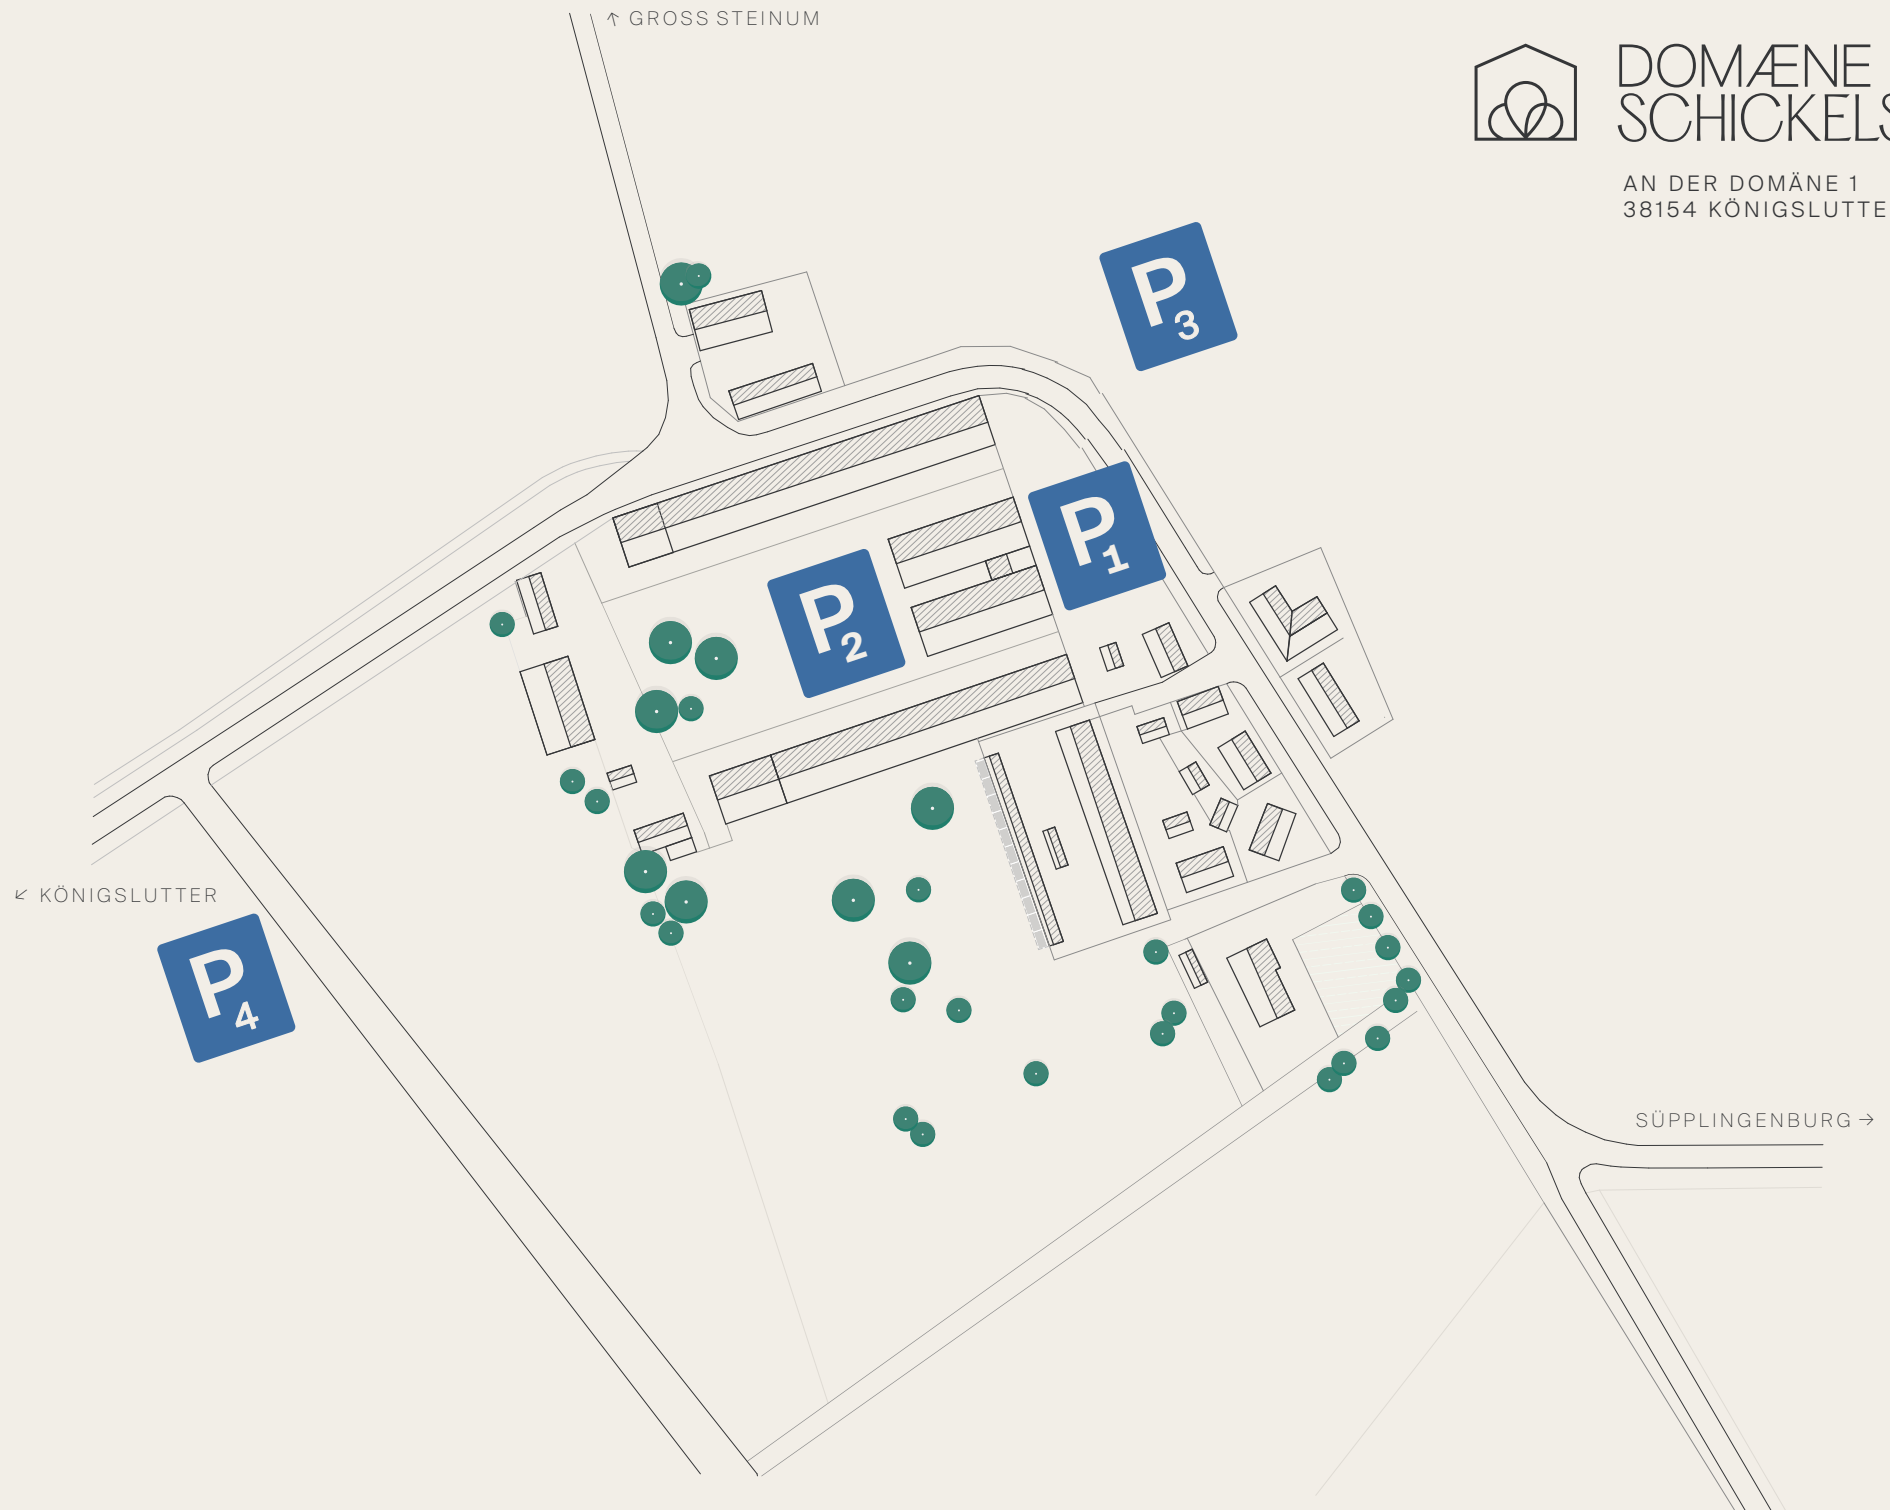 ↑ GROSS STEINUM
DOMÆNE
SCHICKELS
AN DER DOMÄNE 1
38154 KÖNIGSLUTTE
P3
P1
P2
↙ KÖNIGSLUTTER
P4
SÜPPLINGENBURG →